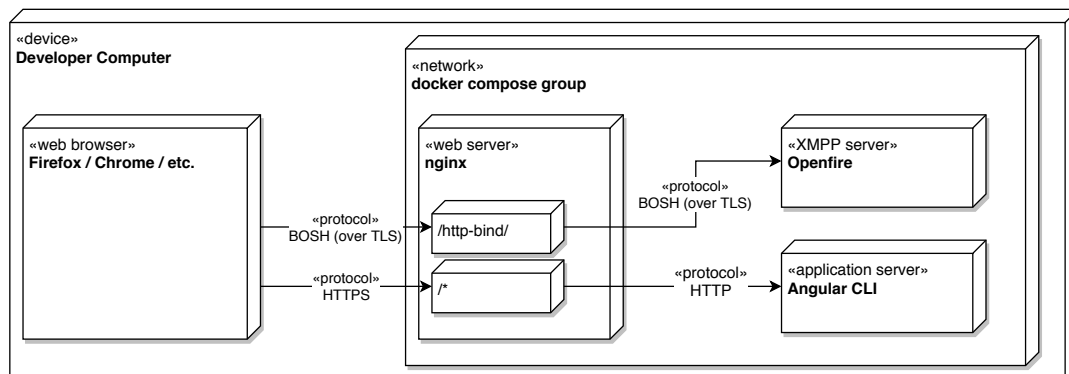 «device»
Developer Computer
«network»
docker compose group
«web browser»
Firefox / Chrome / etc.
«web server»
nginx
«XMPP server»
Openfire
«protocol»
BOSH (over TLS)
«protocol»
BOSH (over TLS)
/http-bind/
«protocol»
HTTPS
/*
«protocol»
HTTP
«application server»
Angular CLI